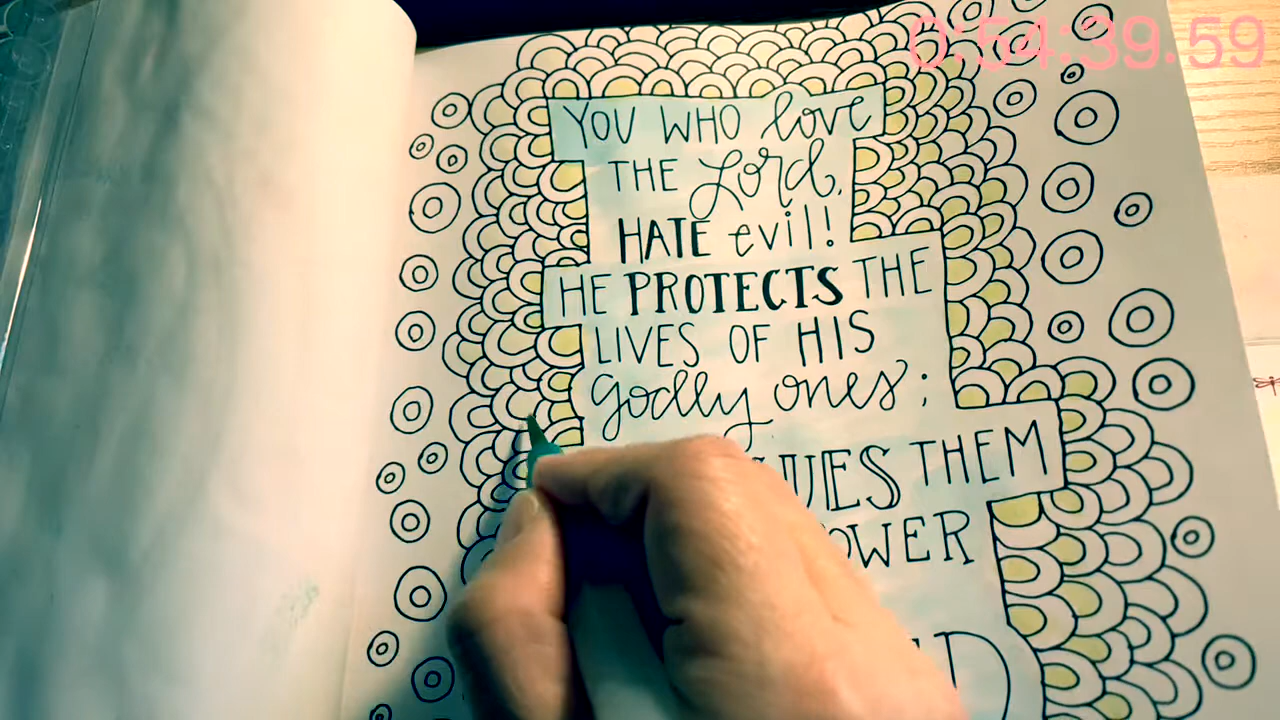 0:54:39.59
YOU WHO love
THE Lord,
HATE evil!
HE PROTECTS THE
LIVES OF HIS
godly ones;
THEM